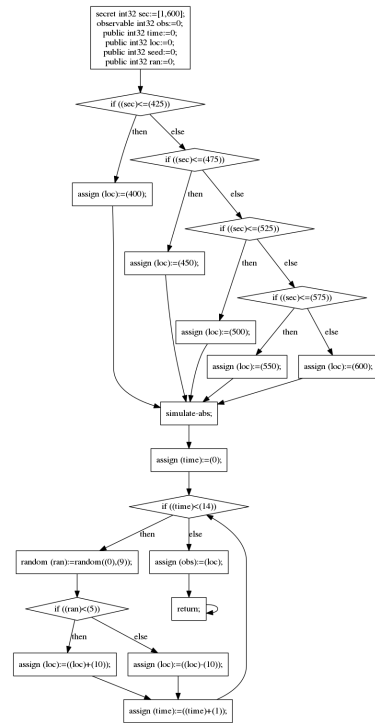 secret int32 sec:=[1,600];
observable int32 obs:=0;
public int32 time:=0;
public int32 loc:=0;
public int32 seed:=0;
public int32 ran:=0;
if ((sec)<=(425))
then
else
if ((sec)<=(475))
assign (loc):=(400);
then
else
if ((sec)<=(525))
assign (loc):=(450);
then
else
if ((sec)<=(575))
assign (loc):=(500);
then
else
assign (loc):=(550);
assign (loc):=(600);
simulate-abs;
assign (time):=(0);
if ((time)<(14))
then
else
random (ran):=random((0),(9));
assign (obs):=(loc);
if ((ran)<(5))
return;
then
else
assign (loc):=((loc)+(10));
assign (loc):=((loc)-(10));
assign (time):=((time)+(1));